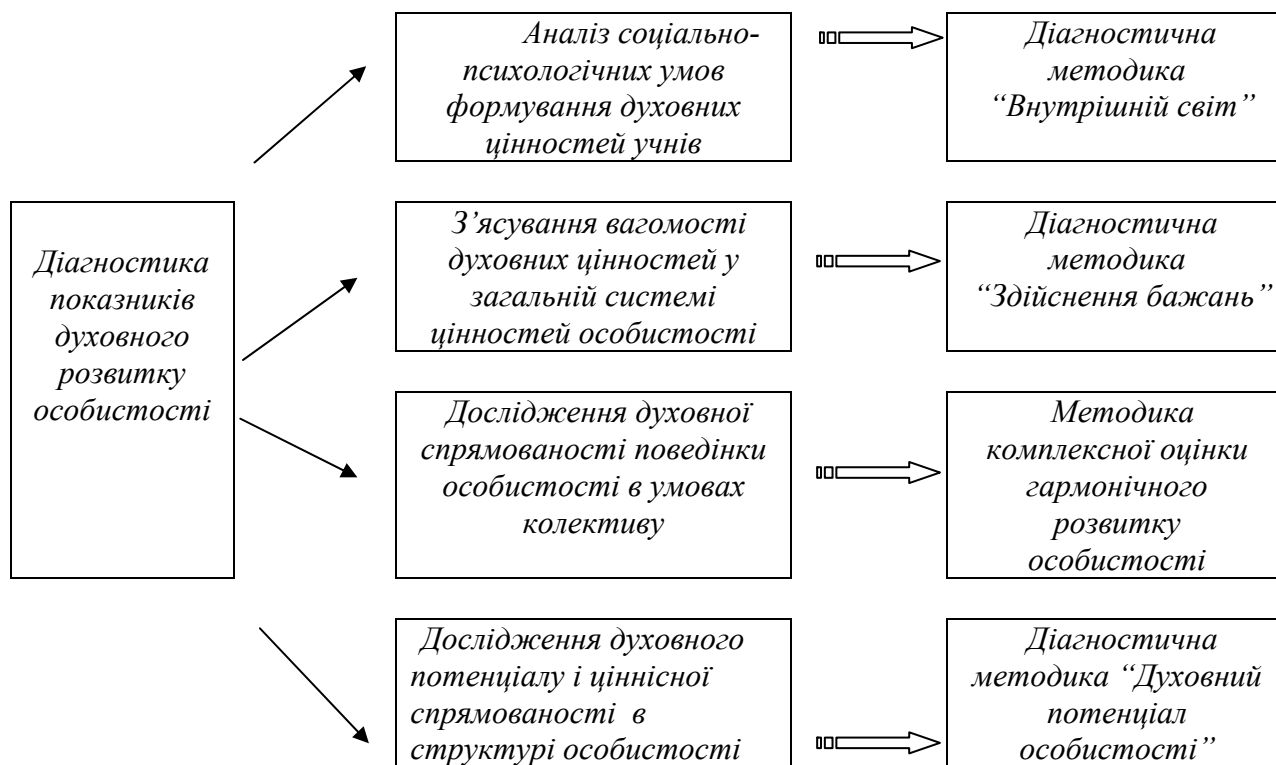 Діагностика
показників
духовного
розвитку
особистості
Аналіз соціально-
психологічних умов
формування духовних
цінностей учнів
Діагностична
методика
“Внутрішній світ”
З’ясування вагомості
духовних цінностей у
загальній системі
цінностей особистості
Діагностична
методика
“Здійснення бажань”
Дослідження духовної
спрямованості поведінки
особистості в умовах
колективу
Методика
комплексної оцінки
гармонічного
розвитку
особистості
Дослідження духовного
потенціалу і ціннісної
спрямованості в
структурі особистості
Діагностична
методика “Духовний
потенціал
особистості”